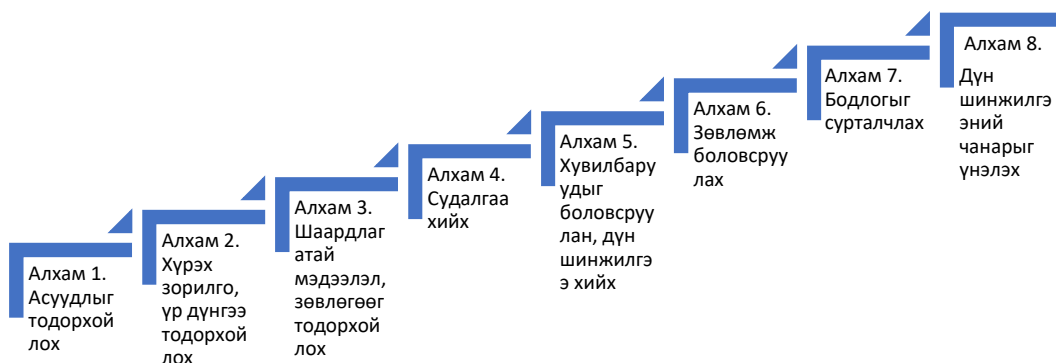 Алхам 1.
Асуудлыг
тодорхой
лох
Алхам 2.
Хүрэх
зорилго,
үр дүнгээ
тодорхой
лох
Алхам 3.
Шаардлаг
атай
мэдээлэл,
зөвлөгөөг
тодорхой
лох
Алхам 4.
Судалгаа
хийх
Алхам 5.
Хувилбару
удыг
боловсруу
лан, дүн
шинжилгэ
э хийх
Алхам 6.
Зөвлөмж
боловсруу
лах
Алхам 7.
Бодлогыг
сурталчлах
Алхам 8.
Дүн
шинжилгэ
эний
чанарыг
үнэлэх